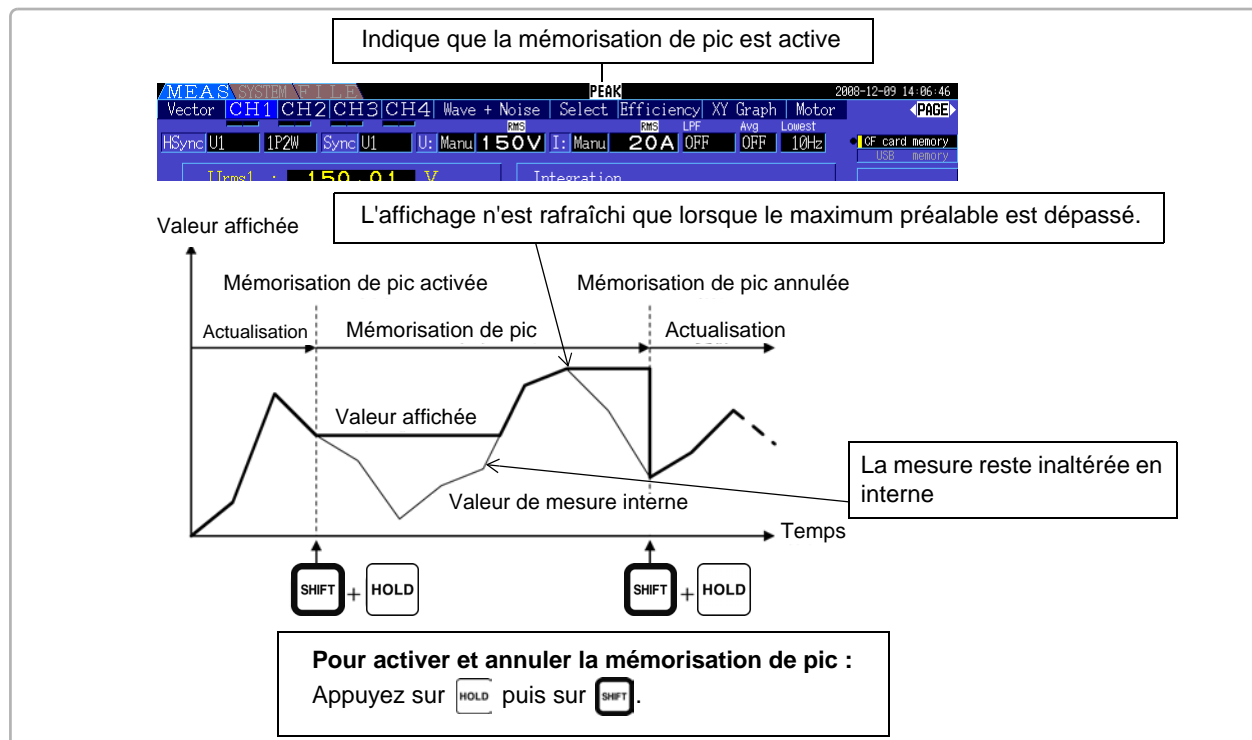 Indique que la mémorisation de pic est active
MEAS SYSTEM FILE PEAK 2008-12-09 14:06:46
Vector CH1 CH2 CH3 CH4 Wave + Noise Select Efficiency XY Graph Motor PAGE
RMS RMS LPF Avg Lowest
HSync U1 1P2W Sync U1 U: Manu 150V I: Manu 20A OFF OFF 10Hz CF card memory
USB memory
Urms1 : 150.01 V Integration
L'affichage n'est rafraîchi que lorsque le maximum préalable est dépassé.
Valeur affichée
Mémorisation de pic activée Mémorisation de pic annulée
Actualisation Mémorisation de pic Actualisation
Valeur affichée
La mesure reste inaltérée en
interne
Valeur de mesure interne
Temps
SHIFT + HOLD SHIFT + HOLD
Pour activer et annuler la mémorisation de pic :
Appuyez sur HOLD puis sur SHIFT.